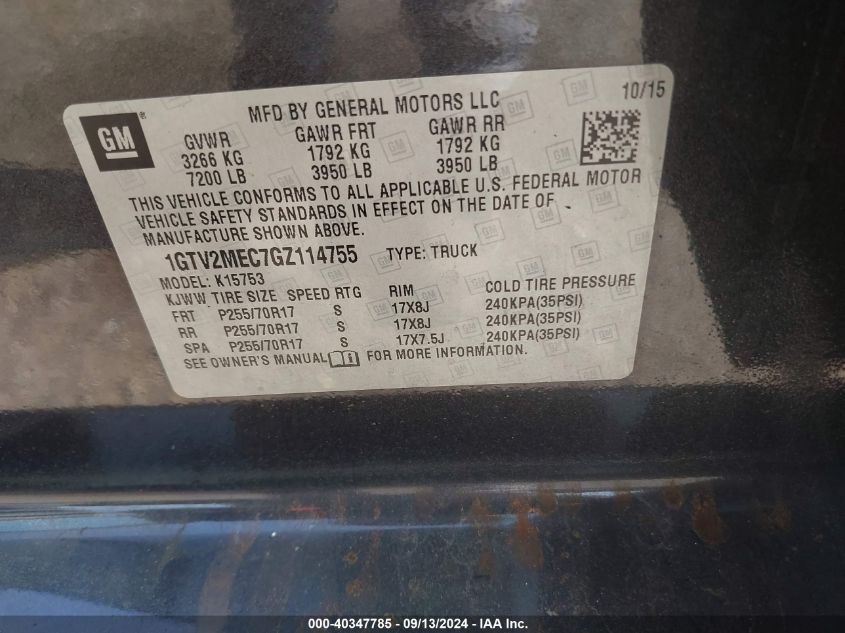 MFD BY GENERAL MOTORS LLC 10/15
GM
®
GVWR GAWR FRT GAWR RR
3266 KG 1792 KG 1792 KG
7200 LB 3950 LB 3950 LB
THIS VEHICLE CONFORMS TO ALL APPLICABLE U.S. FEDERAL MOTOR
VEHICLE SAFETY STANDARDS IN EFFECT ON THE DATE OF
MANUFACTURE SHOWN ABOVE.
1GTV2MEC7GZ114755 TYPE: TRUCK
MODEL: K15753
KJWW TIRE SIZE SPEED RTG RIM COLD TIRE PRESSURE
FRT P255/70R17 S 17X8J 240KPA(35PSI)
RR P255/70R17 S 17X8J 240KPA(35PSI)
SPA P255/70R17 S 17X7.5J 240KPA(35PSI)
SEE OWNER'S MANUAL FOR MORE INFORMATION.
000-40347785 - 09/13/2024 - IAA Inc.